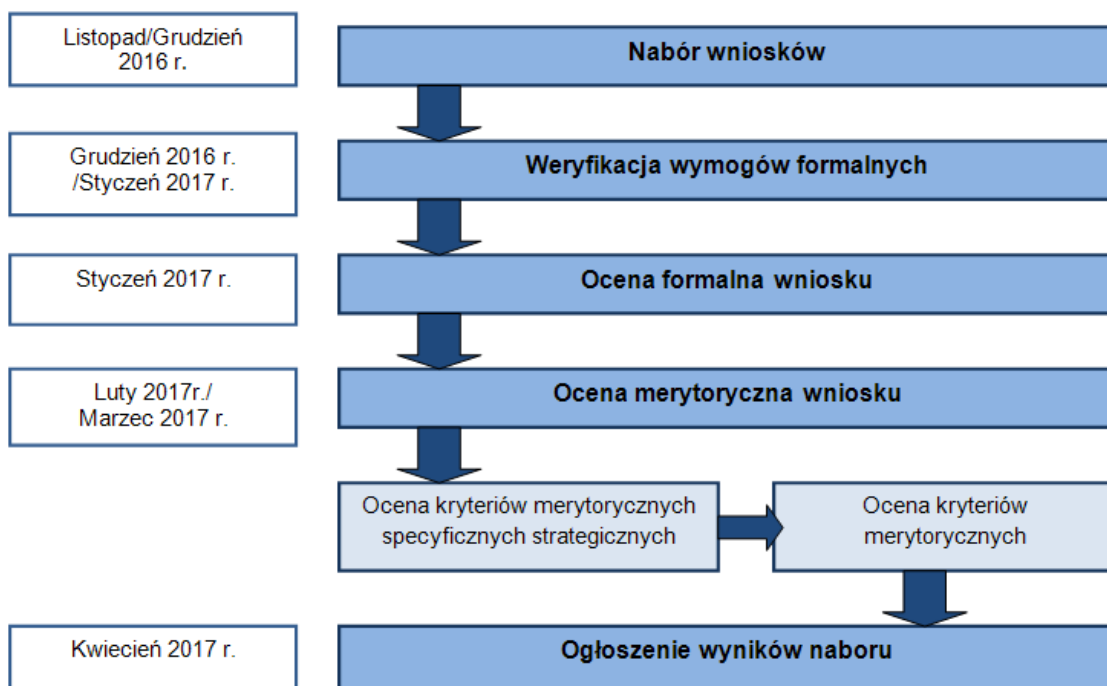 Listopad/Grudzień
2016 r.
Nabór wniosków
Grudzień 2016 r.
/Styczeń 2017 r.
Weryfikacja wymogów formalnych
Styczeń 2017 r.
Ocena formalna wniosku
Luty 2017r./
Marzec 2017 r.
Ocena merytoryczna wniosku
Ocena kryteriów merytorycznych
specyficznych strategicznych
Ocena kryteriów
merytorycznych
Kwiecień 2017 r.
Ogłoszenie wyników naboru